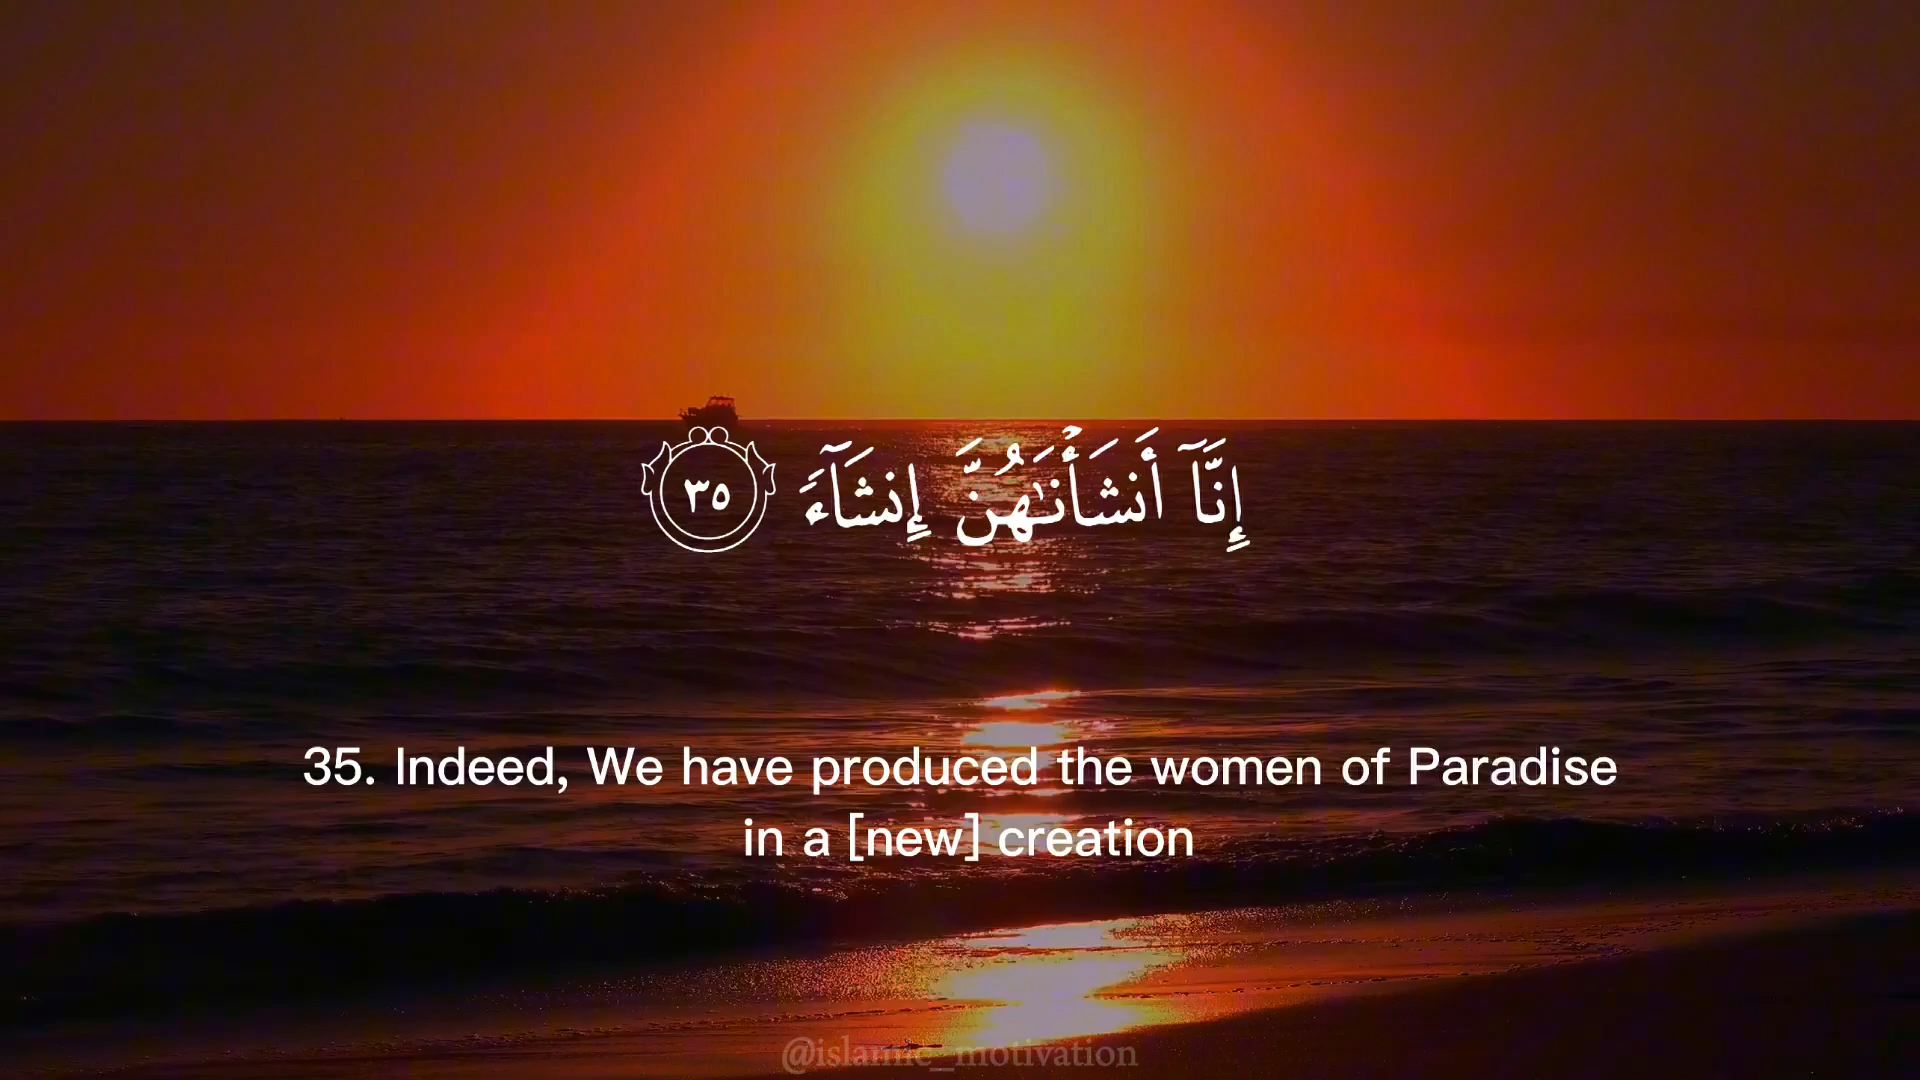 إِنَّآ أَنشَأْنَـٰهُنَّ إِنشَآءً ٣٥
35. Indeed, We have produced the women of Paradise
in a [new] creation
@islamic_motivation